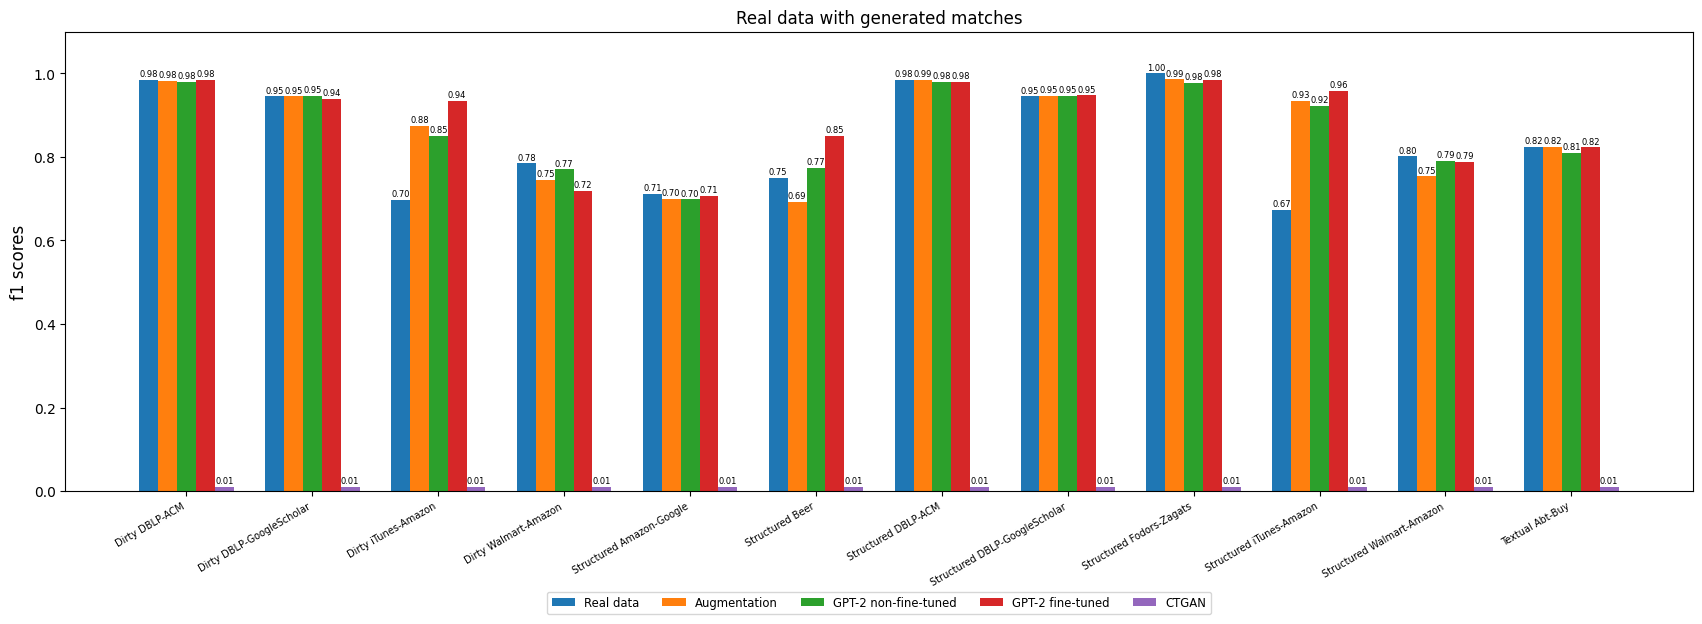 Real data with generated matches
f1 scores
1.0
0.8
0.6
0.4
0.2
0.0
0.98 0.98 0.98 0.98 0.01
0.95 0.95 0.95 0.94 0.01
0.70 0.88 0.85 0.94 0.01
0.78 0.75 0.77 0.72 0.01
0.71 0.70 0.70 0.71 0.01
0.75 0.69 0.77 0.85 0.01
0.98 0.99 0.98 0.98 0.01
0.95 0.95 0.95 0.95 0.01
1.00 0.99 0.98 0.98 0.01
0.67 0.93 0.92 0.96 0.01
0.80 0.75 0.79 0.79 0.01
0.82 0.82 0.81 0.82 0.01
Dirty DBLP-ACM
Dirty DBLP-GoogleScholar
Dirty iTunes-Amazon
Dirty Walmart-Amazon
Structured Amazon-Google
Structured Beer
Structured DBLP-ACM
Structured DBLP-GoogleScholar
Structured Fodors-Zagats
Structured iTunes-Amazon
Structured Walmart-Amazon
Textual Abt-Buy
Real data Augmentation GPT-2 non-fine-tuned GPT-2 fine-tuned CTGAN